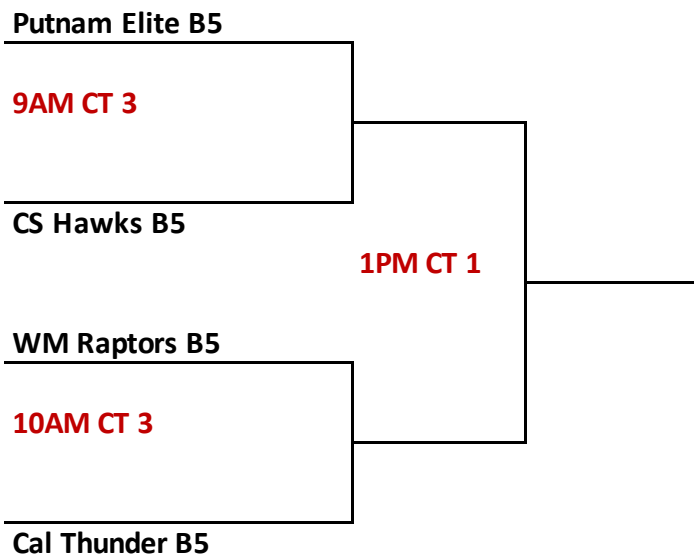 Putnam Elite B5
9AM CT 3
CS Hawks B5
1PM CT 1
WM Raptors B5
10AM CT 3
Cal Thunder B5